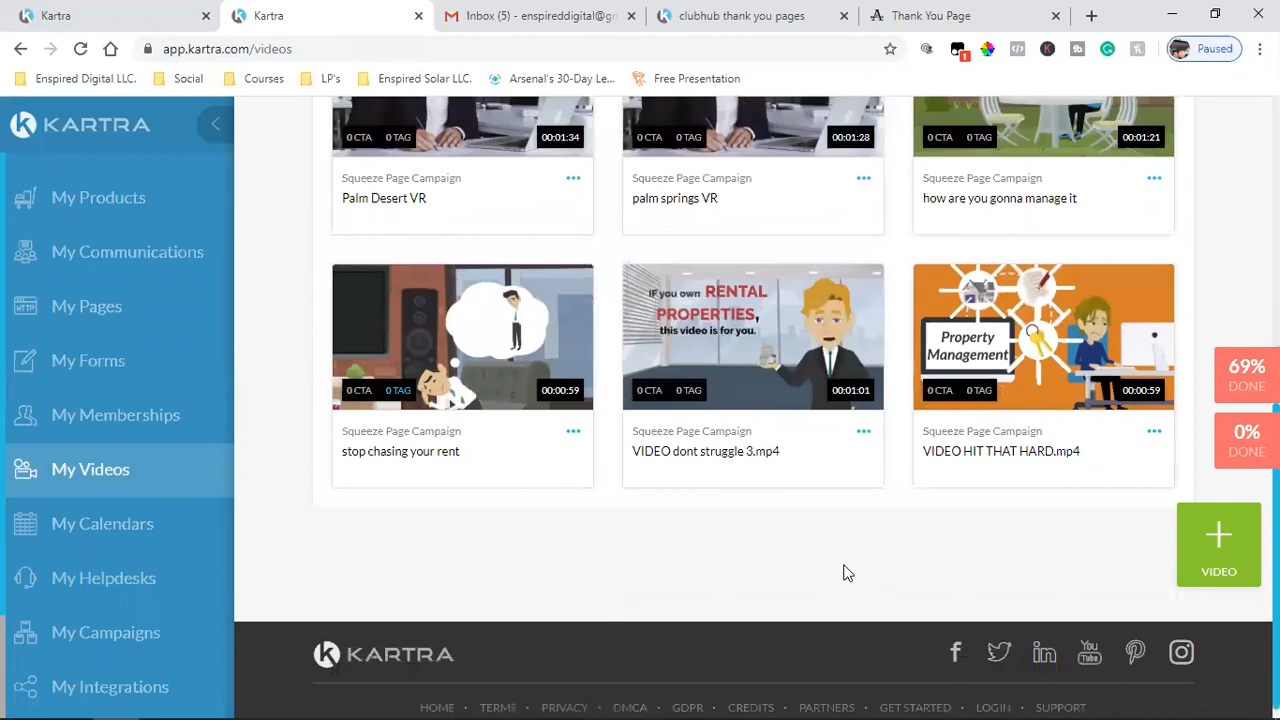 Kartra
Kartra
Inbox (5) - enspireddigital@gm
clubhub thank you pages
Thank You Page
app.kartra.com/videos
1
Paused
Enspired Digital LLC.
Social
Courses
LP's
Enspired Solar LLC.
Arsenal's 30-Day Le...
Free Presentation
KARTRA
My Products
My Communications
My Pages
My Forms
My Memberships
My Videos
My Calendars
My Helpdesks
My Campaigns
My Integrations
0 CTA 0 TAG 00:01:34
0 CTA 0 TAG 00:01:28
0 CTA 0 TAG 00:01:21
Squeeze Page Campaign
Palm Desert VR
Squeeze Page Campaign
palm springs VR
Squeeze Page Campaign
how are you gonna manage it
0 CTA 0 TAG 00:00:59
IF you own RENTAL
PROPERTIES,
this video is for you.
0 CTA 0 TAG 00:01:01
Property
Management
0 CTA 0 TAG 00:00:59
Squeeze Page Campaign
stop chasing your rent
Squeeze Page Campaign
VIDEO dont struggle 3.mp4
Squeeze Page Campaign
VIDEO HIT THAT HARD.mp4
69%
DONE
0%
DONE
VIDEO
KARTRA
You
Tube
HOME • TERMS • PRIVACY • DMCA • GDPR • CREDITS • PARTNERS • GET STARTED • LOGIN • SUPPORT